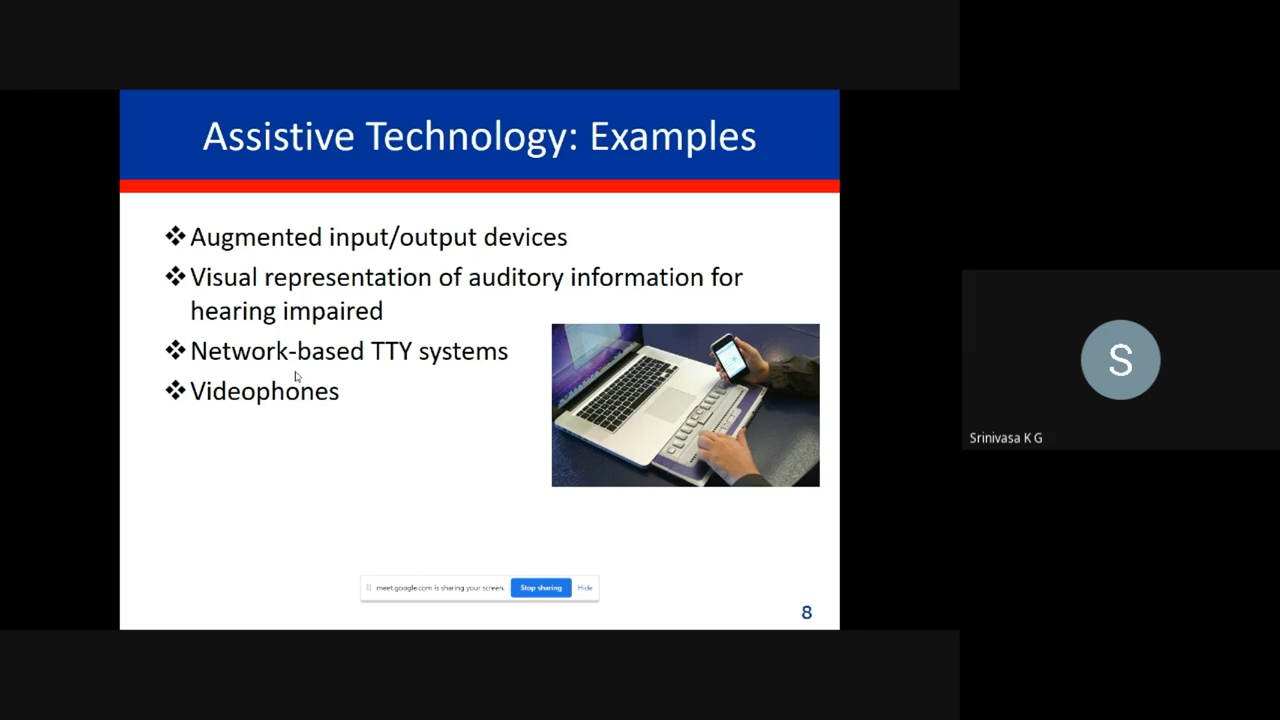 Assistive Technology: Examples
❖ Augmented input/output devices
❖ Visual representation of auditory information for
hearing impaired
❖ Network-based TTY systems
❖ Videophones
meet.google.com is sharing your screen. Stop sharing Hide
8
S
Srinivasa K G